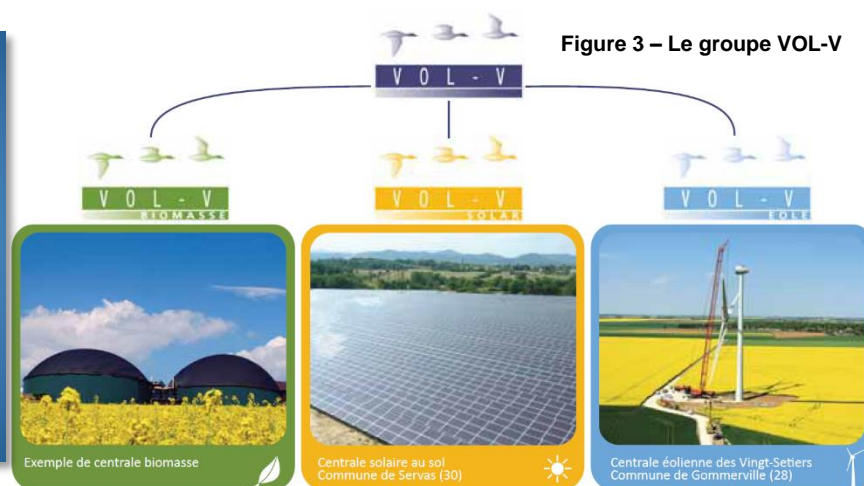 Figure 3 – Le groupe VOL-V
VOL-V
VOL-V
BIOMASSE
VOL-V
SOLAR
VOL-V
EOLE
Exemple de centrale biomasse
Centrale solaire au sol
Commune de Servas (30)
Centrale éolienne des Vingt-Setiers
Commune de Gommerville (28)